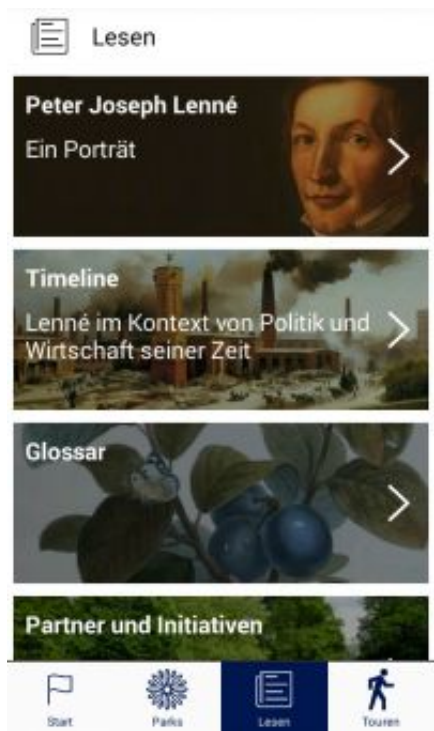 Lesen
Peter Joseph Lenné
Ein Porträt
Timeline
Lenné im Kontext von Politik und
Wirtschaft seiner Zeit
Glossar
Partner und Initiativen
Start
Parks
Lesen
Touren